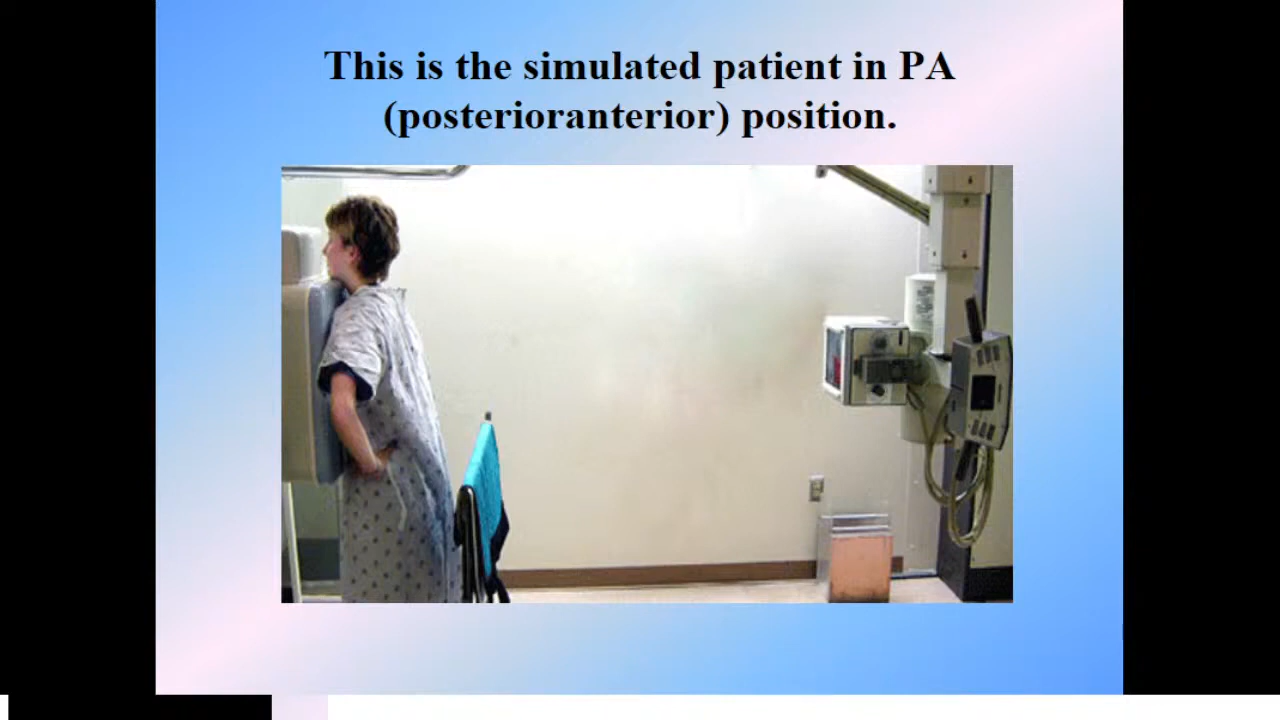 This is the simulated patient in PA
(posterioranterior) position.